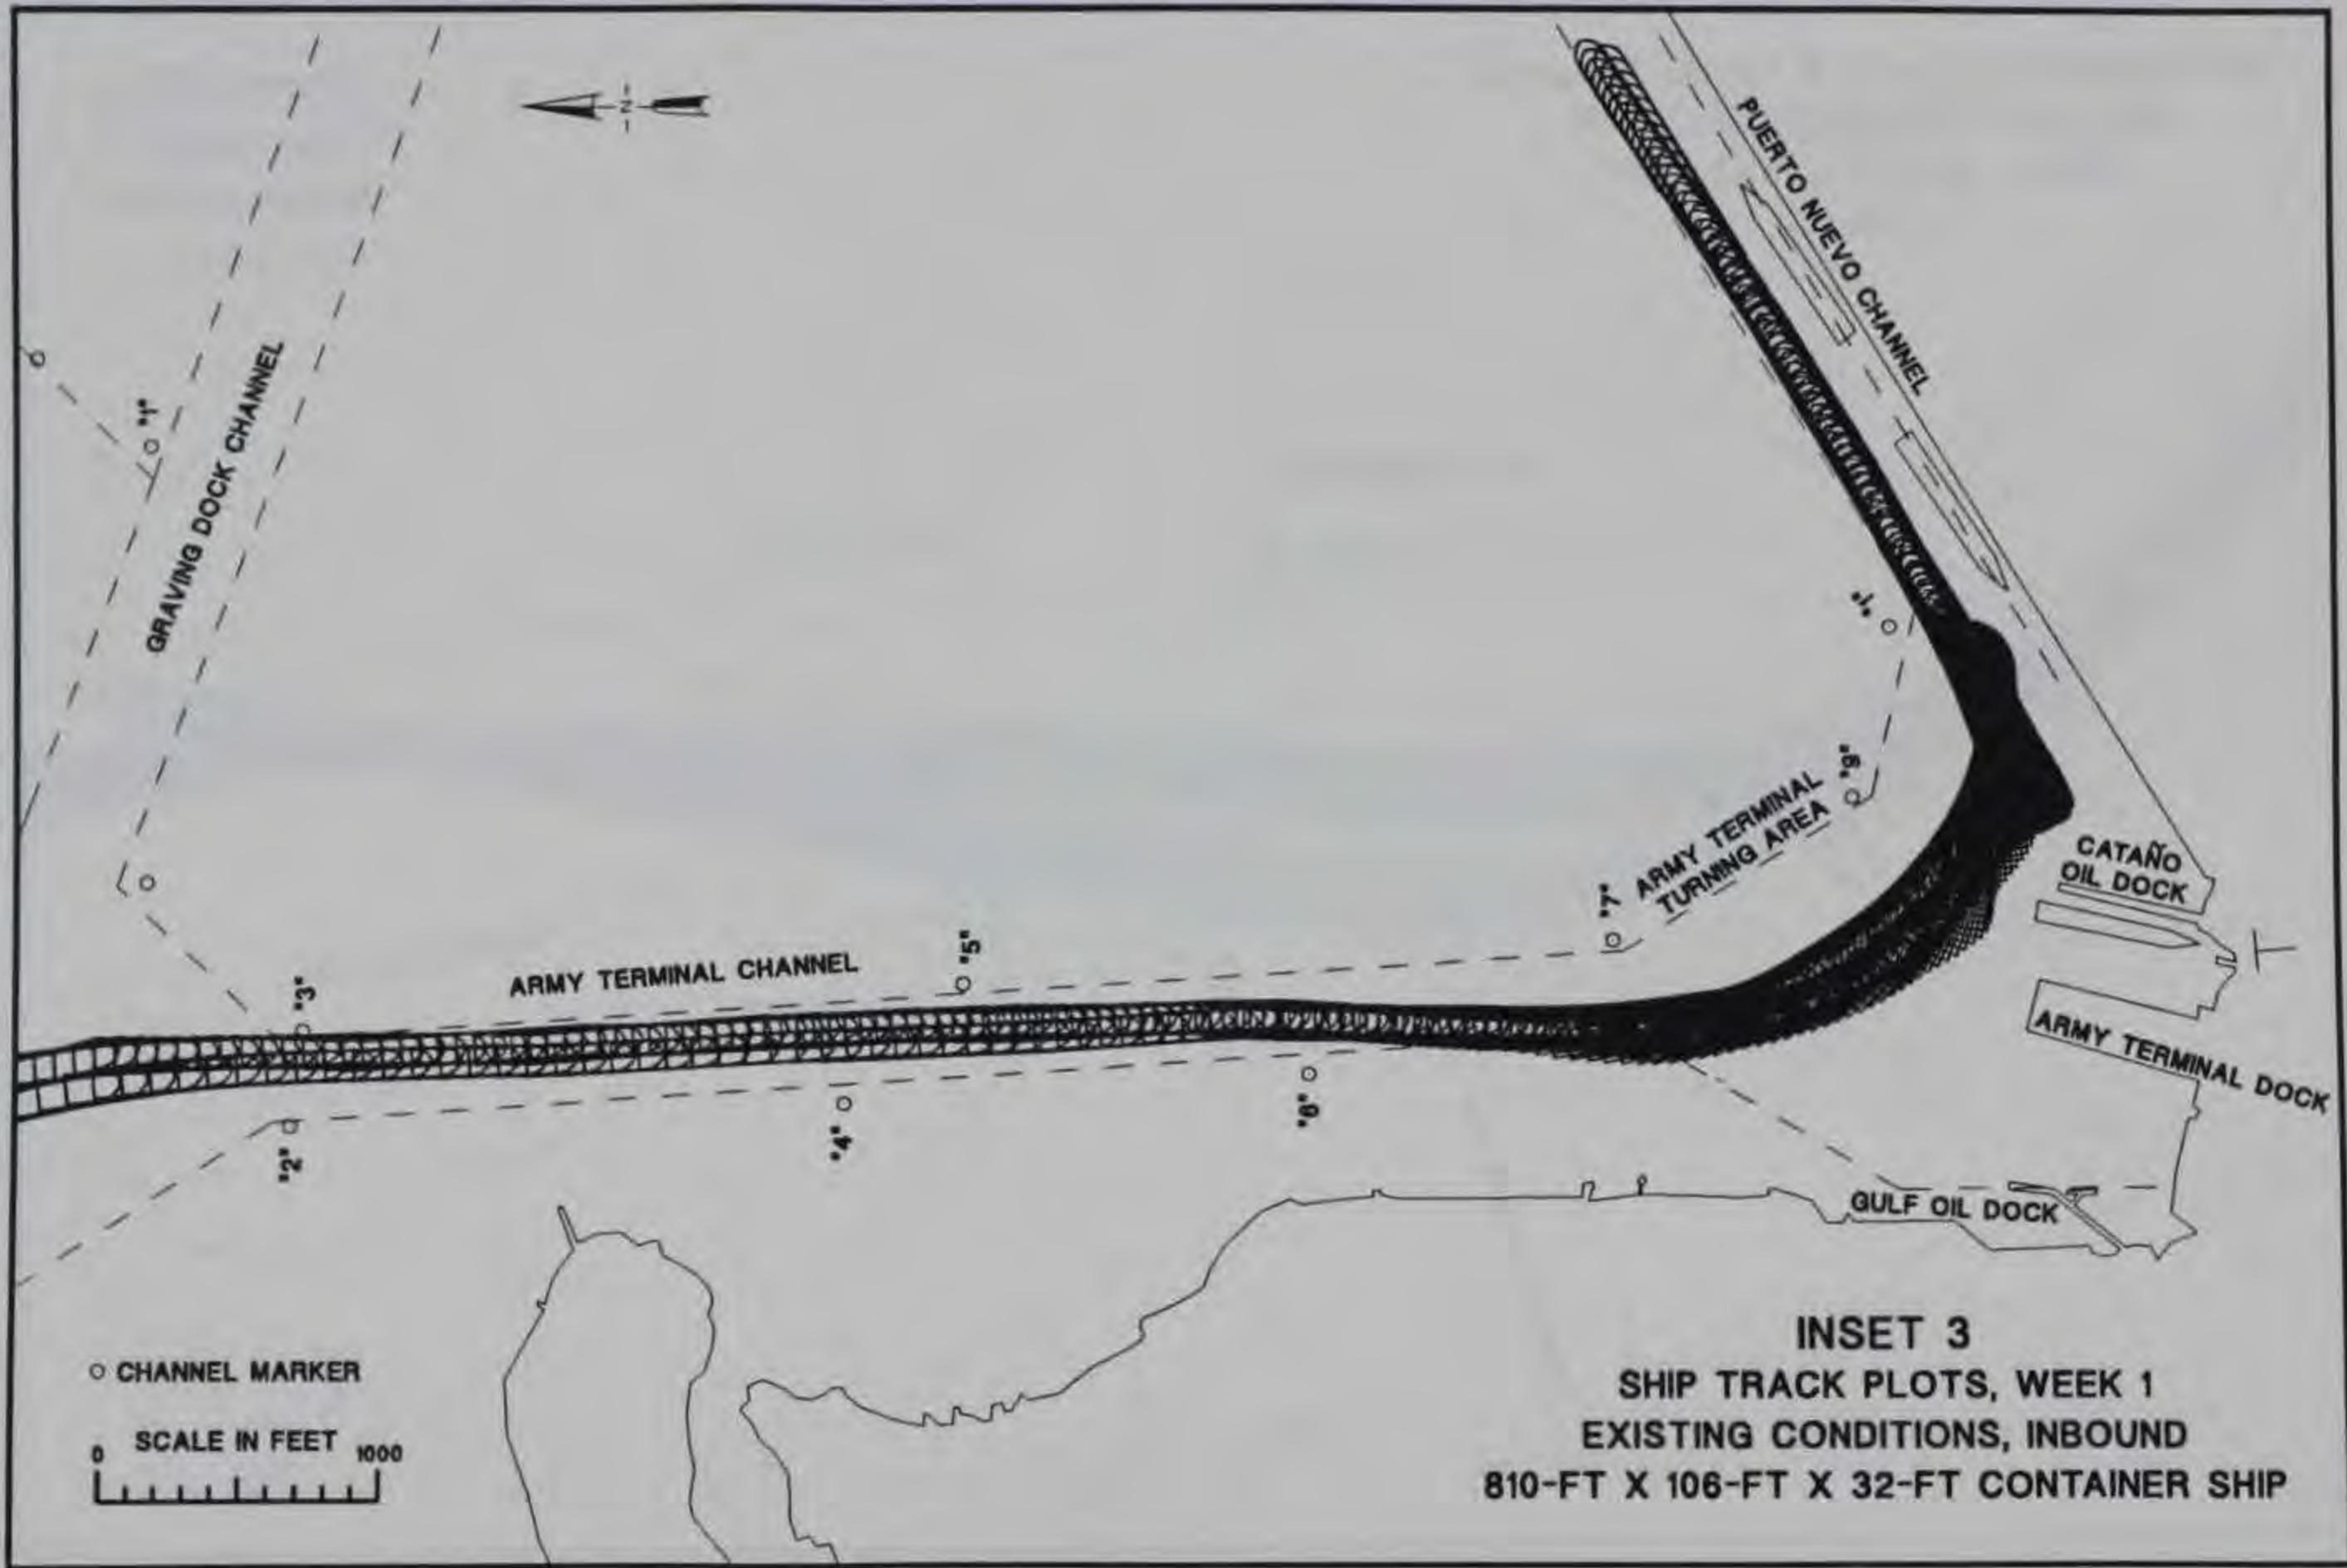 N
PUERTO NUEVO CHANNEL
"1"
GRAVING DOCK CHANNEL
"9"
ARMY TERMINAL
TURNING AREA
CATAÑO
OIL DOCK
"7"
"5"
ARMY TERMINAL CHANNEL
"3"
ARMY TERMINAL DOCK
"6"
"4"
"2"
GULF OIL DOCK
INSET 3
SHIP TRACK PLOTS, WEEK 1
EXISTING CONDITIONS, INBOUND
810-FT X 106-FT X 32-FT CONTAINER SHIP
CHANNEL MARKER
SCALE IN FEET
0 1000